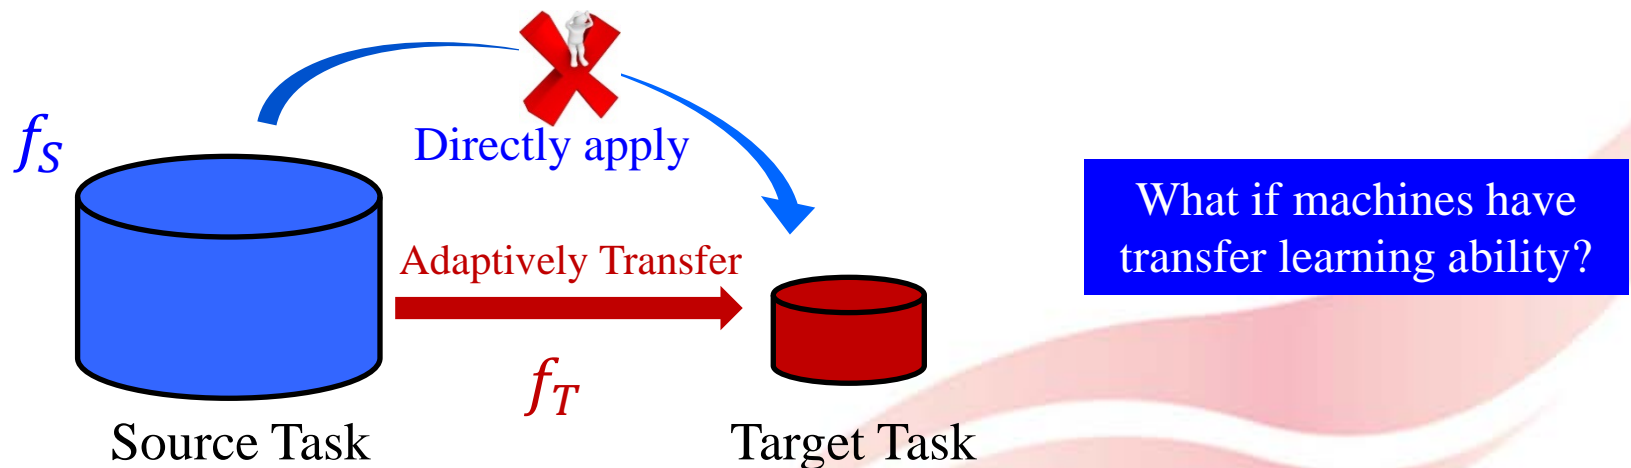 f_S
Directly apply
What if machines have
transfer learning ability?
Adaptively Transfer
f_T
Source Task
Target Task